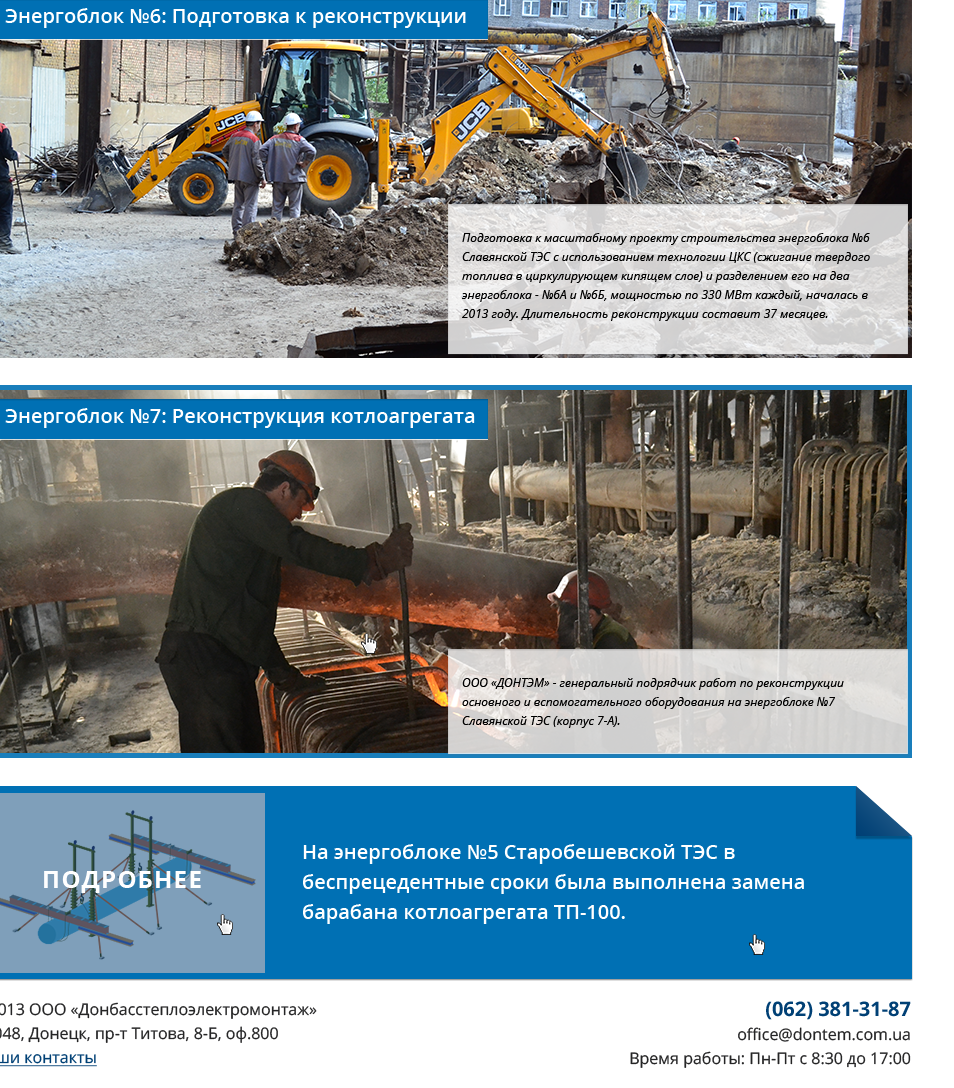 Энергоблок №6: Подготовка к реконструкции
JCB
JCB
JCB
Подготовка к масштабному проекту строительства энергоблока №6
Славянской ТЭС с использованием технологии ЦКС (сжигание твердого
топлива в циркулирующем кипящем слое) и разделением его на два
энергоблока - №6А и №6Б, мощностью по 330 МВт каждый, началась в
2013 году. Длительность реконструкции составит 37 месяцев.
Энергоблок №7: Реконструкция котлоагрегата
ООО «ДОНТЭМ» - генеральный подрядчик работ по реконструкции
основного и вспомогательного оборудования на энергоблоке №7
Славянской ТЭС (корпус 7-А).
ПОДРОБНЕЕ
На энергоблоке №5 Старобешевской ТЭС в
беспрецедентные сроки была выполнена замена
барабана котлоагрегата ТП-100.
013 ООО «Донбасстеплоэлектромонтаж»
048, Донецк, пр-т Титова, 8-Б, оф.800
ши контакты
(062) 381-31-87
office@dontem.com.ua
Время работы: Пн-Пт с 8:30 до 17:00